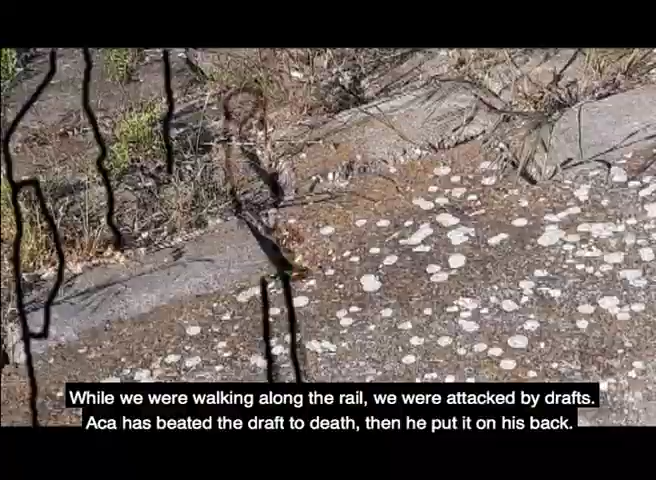 While we were walking along the rail, we were attacked by drafts.
Aca has beated the draft to death, then he put it on his back.